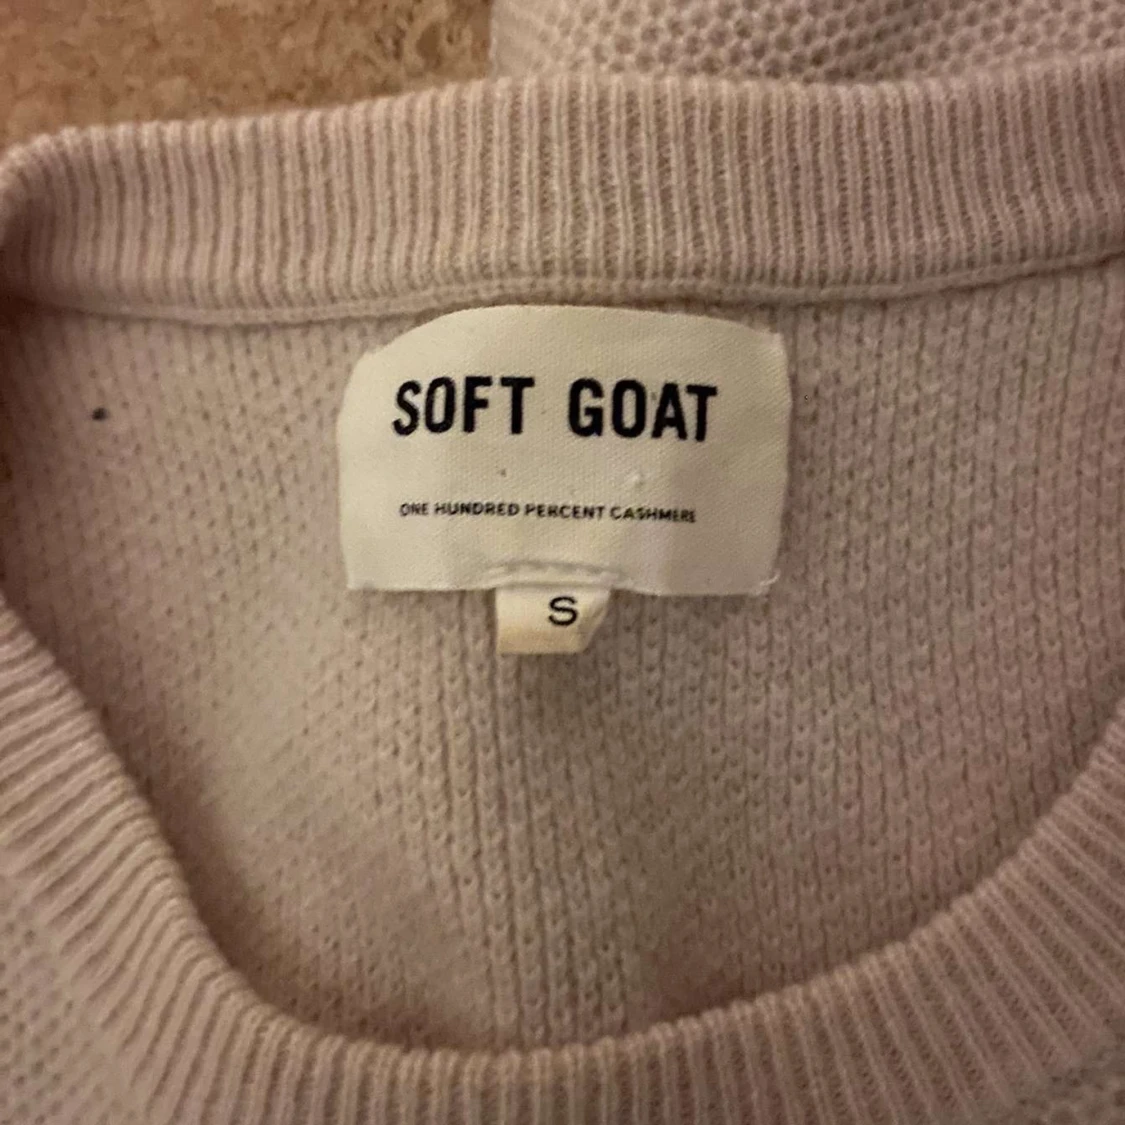 SOFT GOAT
ONE HUNDRED PERCENT CASHMERE
S